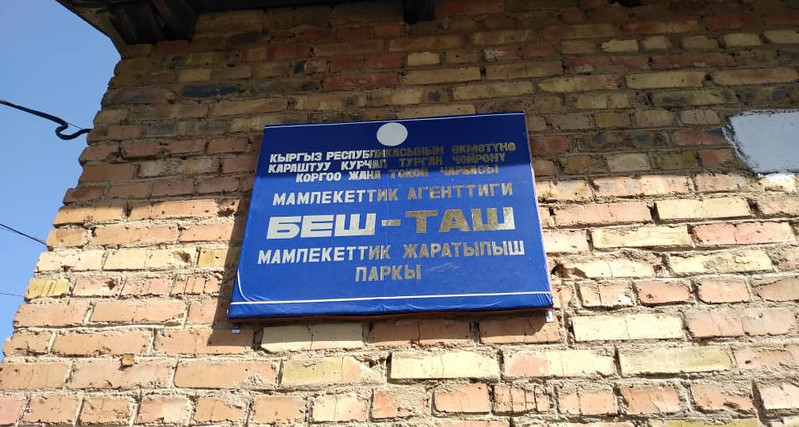 КЫРГЫЗ РЕСПУБЛИКАСЫНЫН ӨКМӨТҮНӨ
КАРАШТУУ КУРЧАП ТУРГАН ЧӨЙРӨНҮ
КОРГОО ЖАНА ТОКОЙ ЧАРБАСЫ
МАМЛЕКЕТТИК АГЕНТТИГИ
БЕШ-ТАШ
МАМЛЕКЕТТИК ЖАРАТЫЛЫШ
ПАРКЫ